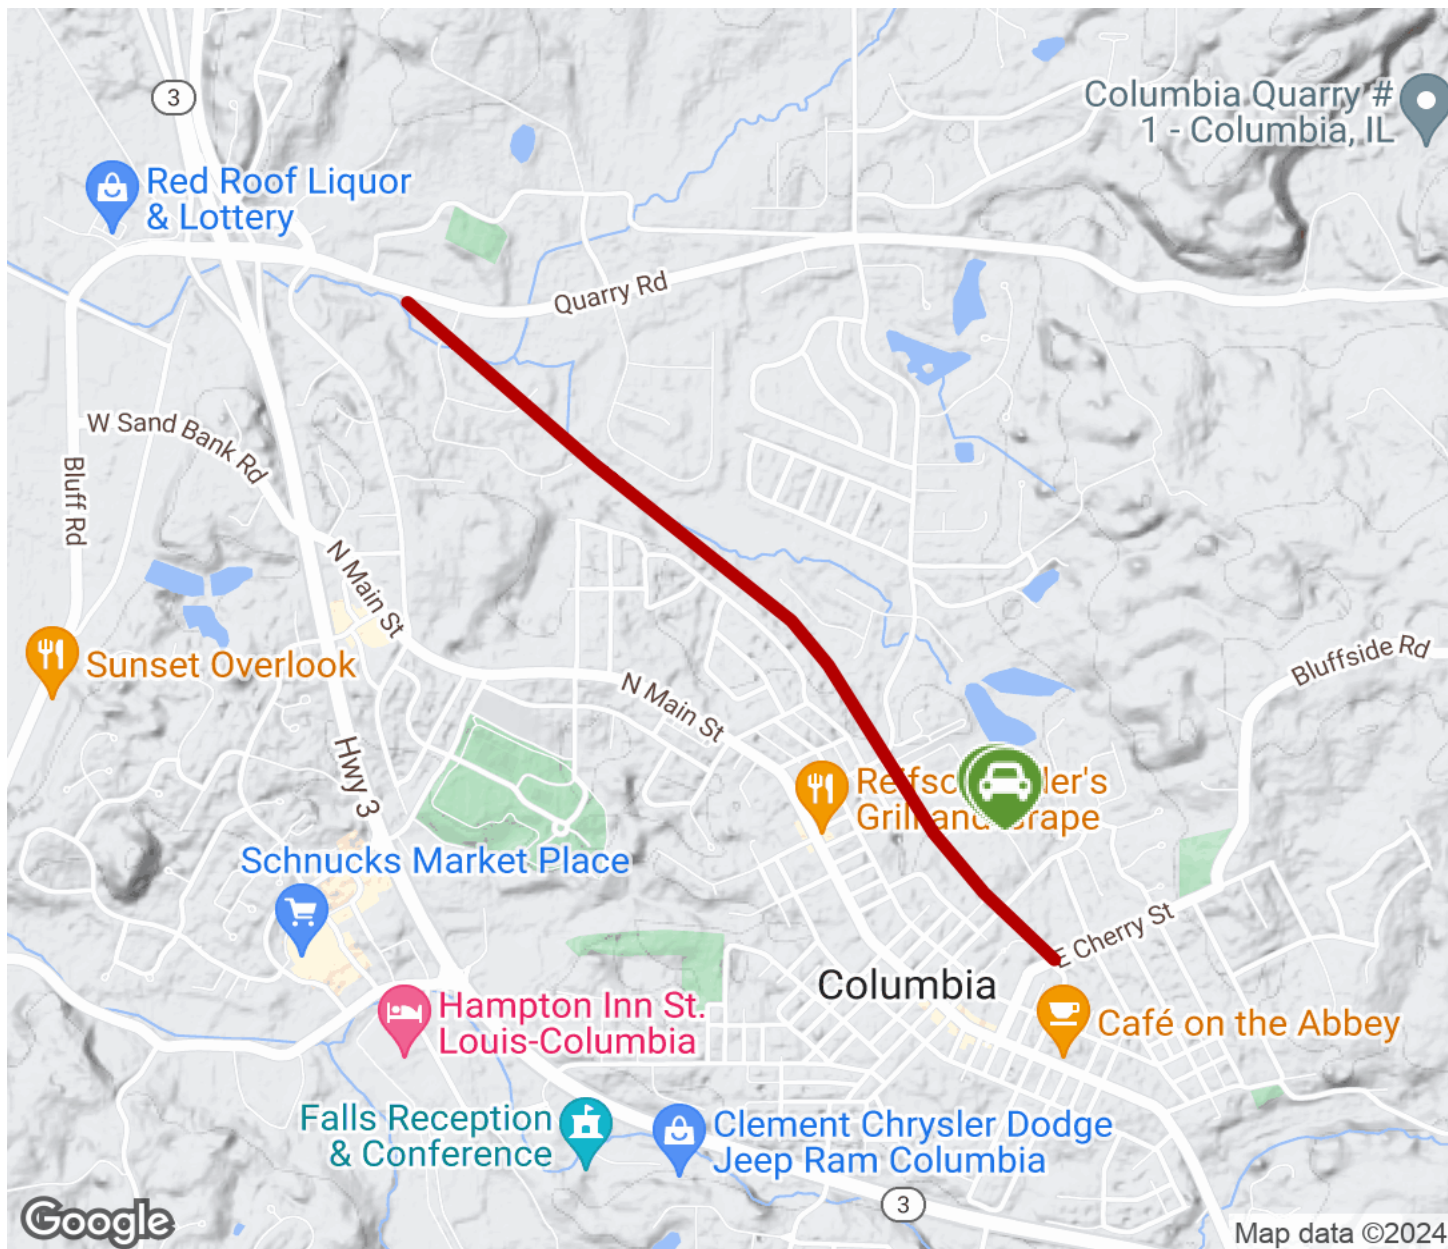 3
Columbia Quarry #
1 - Columbia, IL
Red Roof Liquor
& Lottery
Quarry Rd
W Sand Bank Rd
Bluff Rd
N Main St
Sunset Overlook
Bluffside Rd
N Main St
Hwy 3
Grill and
Schnucks Market Place
E Cherry St
Columbia
Hampton Inn St.
Louis-Columbia
Café on the Abbey
Falls Reception
& Conference
Clement Chrysler Dodge
Jeep Ram Columbia
3
Google
Map data ©2024